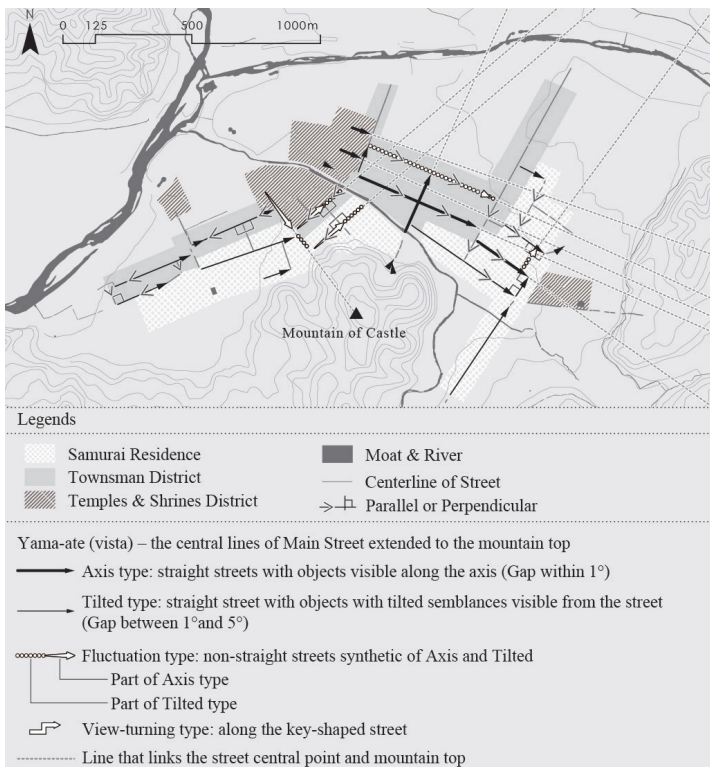 N
0 125 500 1000m
Mountain of Castle
Legends
Samurai Residence
Townsman District
Temples & Shrines District
Moat & River
Centerline of Street
Parallel or Perpendicular
Yama-ate (vista) – the central lines of Main Street extended to the mountain top
Axis type: straight streets with objects visible along the axis (Gap within 1°)
Tilted type: straight street with objects with tilted semblances visible from the street
(Gap between 1°and 5°)
Fluctuation type: non-straight streets synthetic of Axis and Tilted
Part of Axis type
Part of Tilted type
View-turning type: along the key-shaped street
Line that links the street central point and mountain top